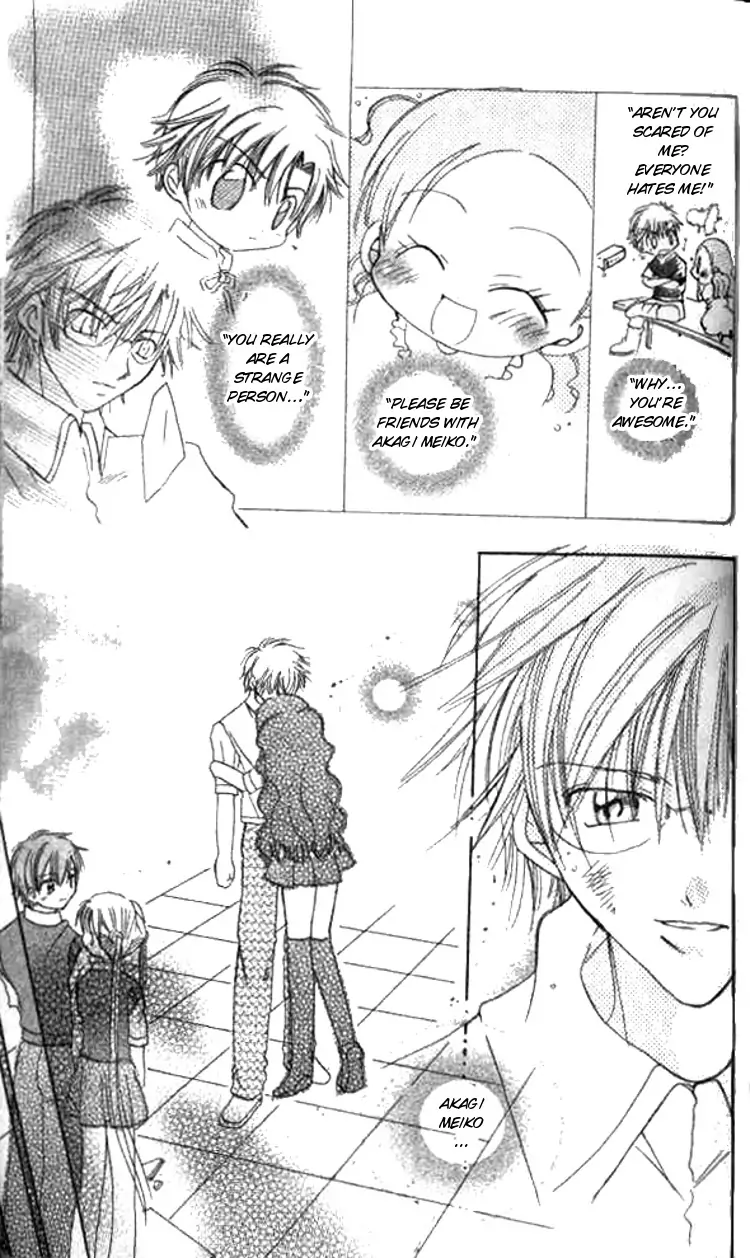 "AREN'T YOU
SCARED OF
ME?
EVERYONE
HATES ME!"
"WHY...
YOU'RE
AWESOME."
"PLEASE BE
FRIENDS WITH
AKAGI MEIKO."
"YOU REALLY
ARE A
STRANGE
PERSON..."
AKAGI
MEIKO
...